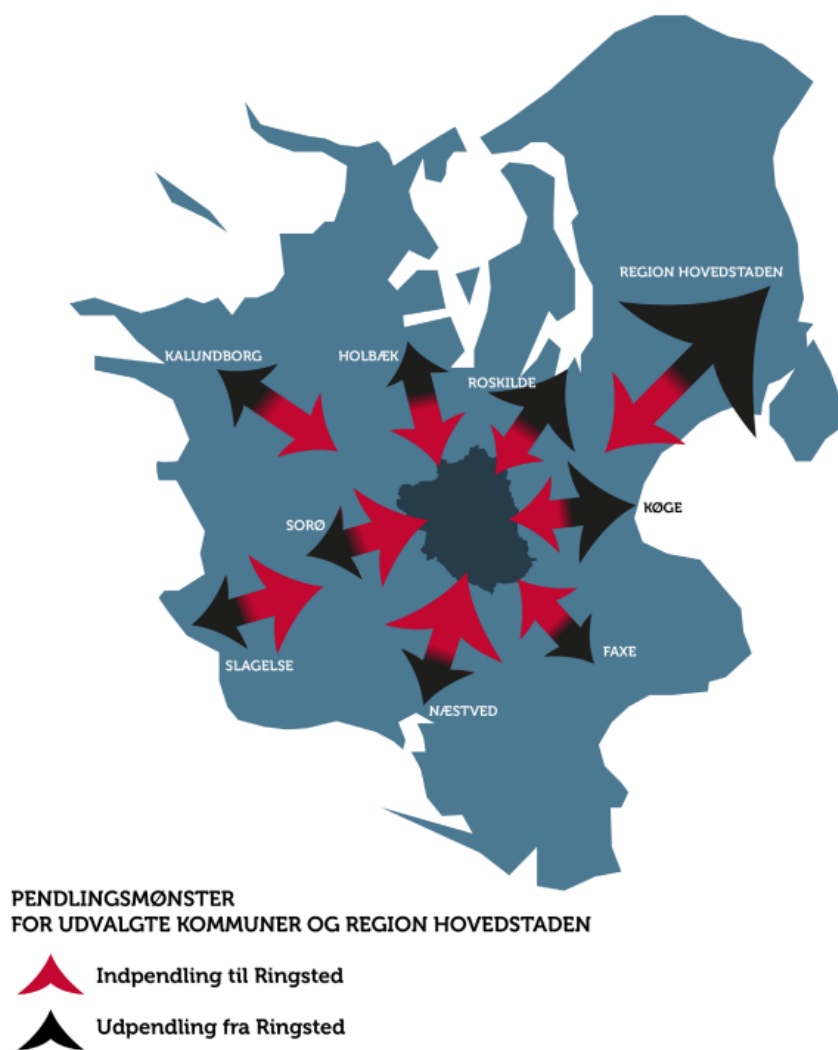 REGION HOVEDSTADEN
KALUNDBORG
HOLBÆK
ROSKILDE
KØGE
SORØ
FAXE
SLAGELSE
NÆSTVED
PENDLINGSMØNSTER
FOR UDVALGTE KOMMUNER OG REGION HOVEDSTADEN
Indpendling til Ringsted
Udpendling fra Ringsted